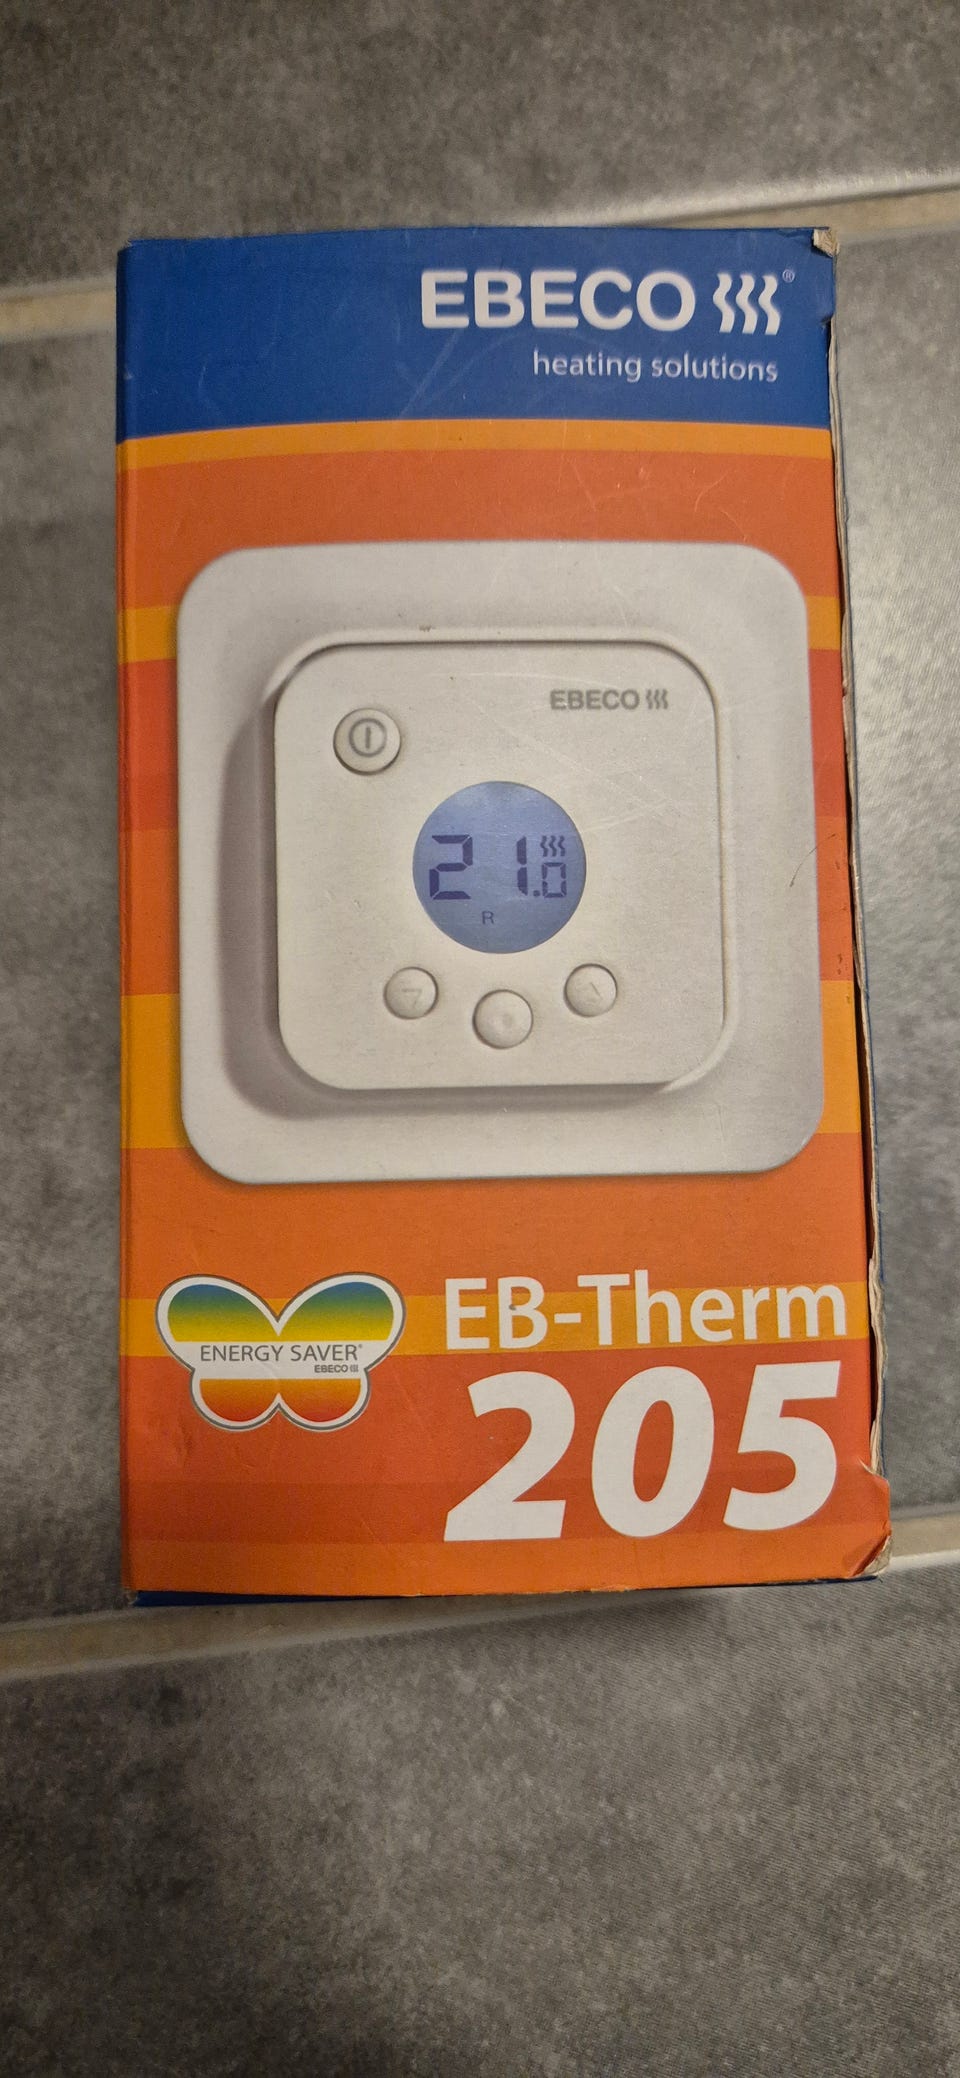 EBECO ®
heating solutions
EBECO
21.0
R
ENERGY SAVER®
EBECO
EB-Therm
205